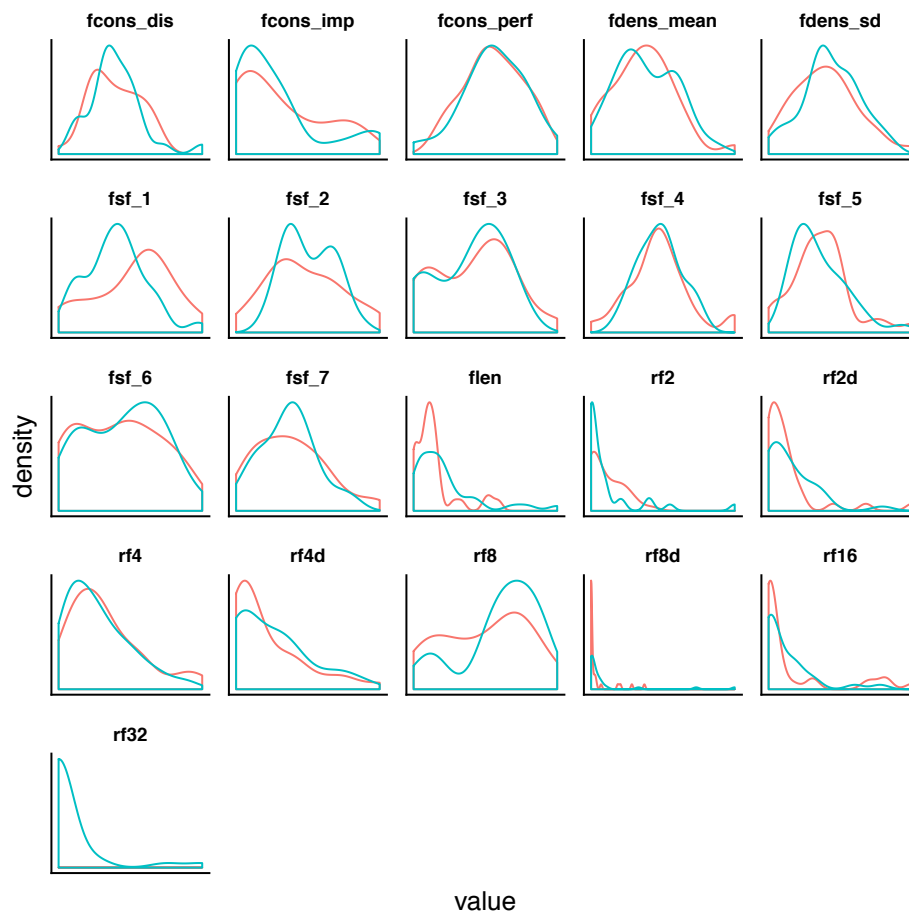 fcons_dis fcons_imp fcons_perf fdens_mean fdens_sd
fsf_1 fsf_2 fsf_3 fsf_4 fsf_5
fsf_6 fsf_7 flen rf2 rf2d
density
rf4 rf4d rf8 rf8d rf16
rf32
value